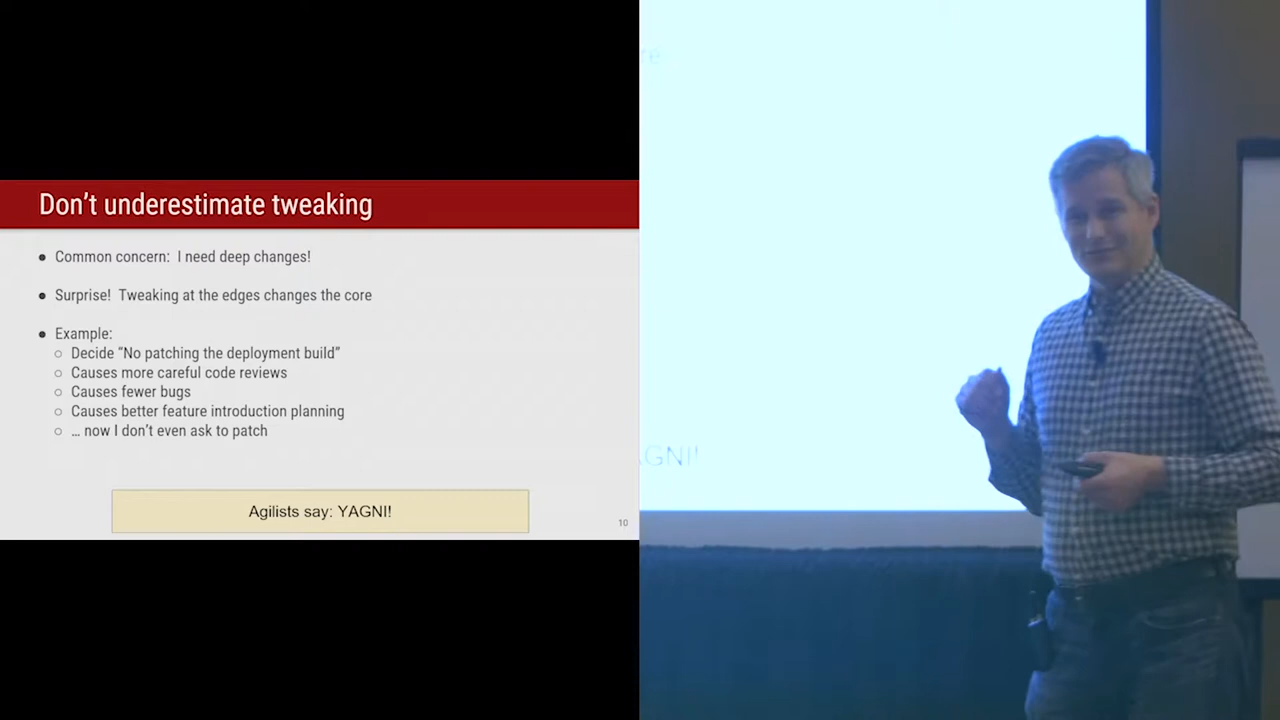 Don't underestimate tweaking
● Common concern: I need deep changes!
● Surprise! Tweaking at the edges changes the core
● Example:
○ Decide “No patching the deployment build”
○ Causes more careful code reviews
○ Causes fewer bugs
○ Causes better feature introduction planning
○ … now I don't even ask to patch
Agilists say: YAGNI!
10
re
AGNI!